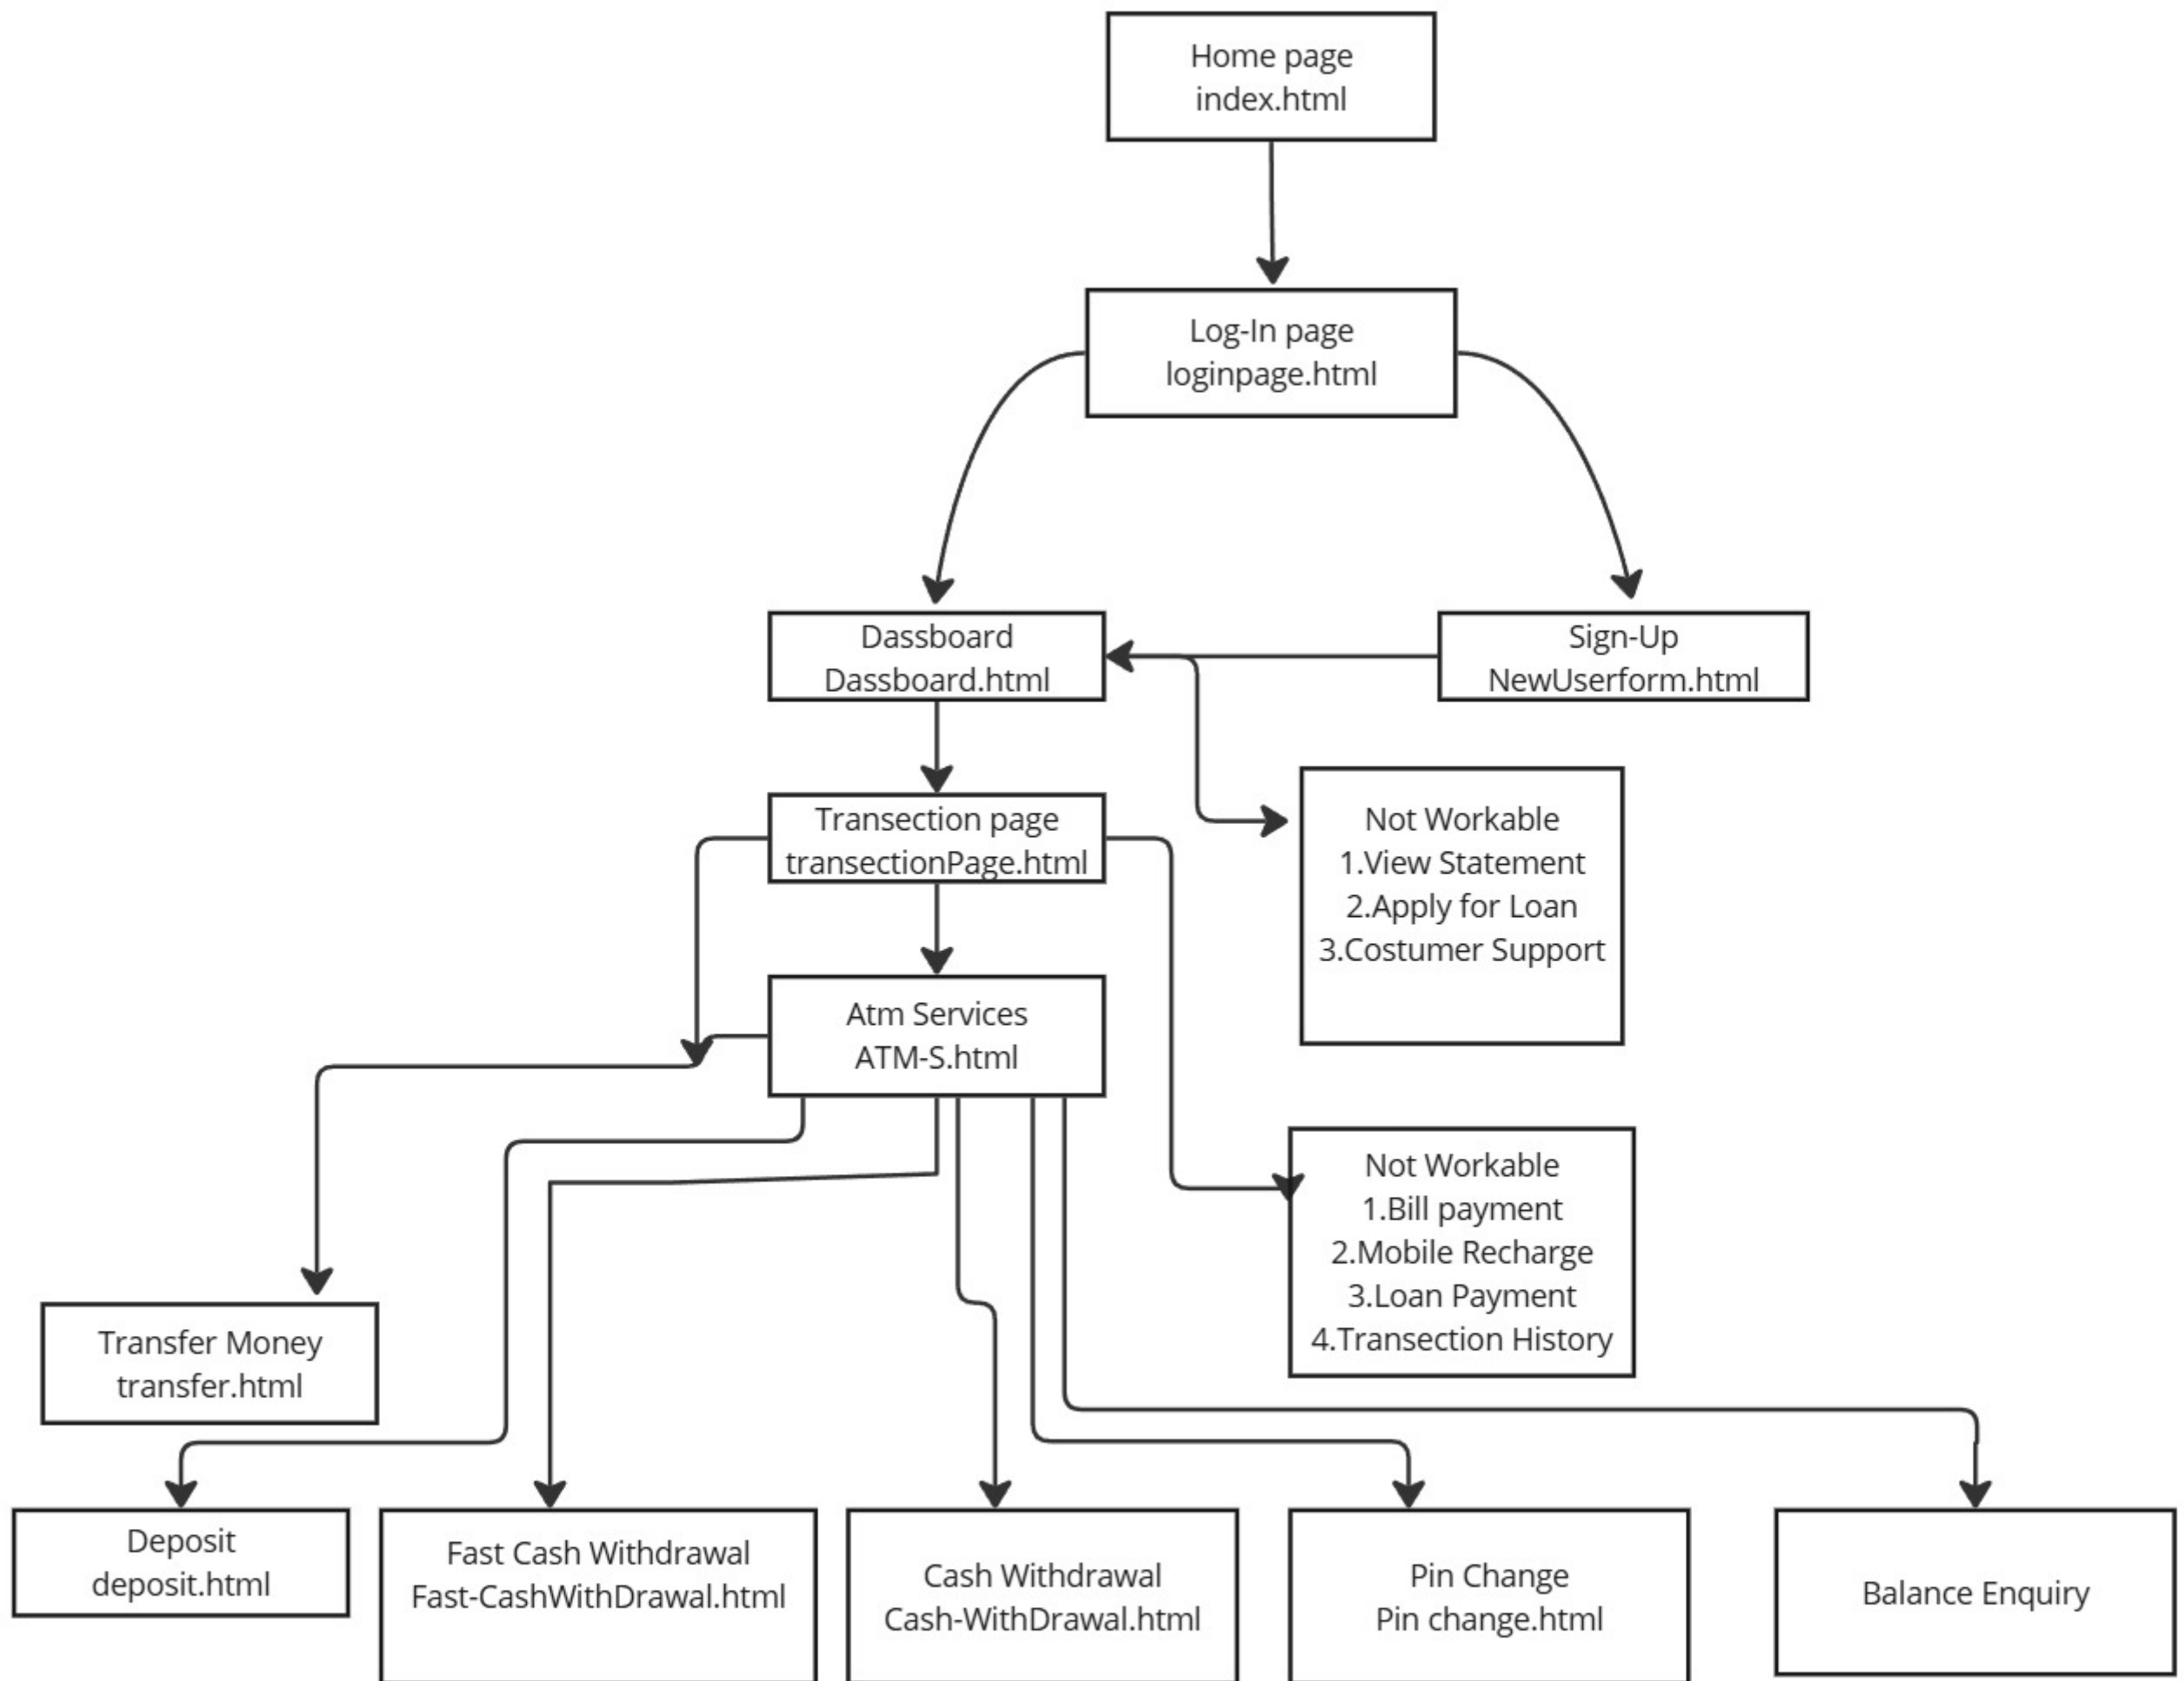 Home page
index.html
Log-In page
loginpage.html
Dassboard
Dassboard.html
Sign-Up
NewUserform.html
Transection page
transectionPage.html
Not Workable
1.View Statement
2.Apply for Loan
3.Costumer Support
Atm Services
ATM-S.html
Not Workable
1.Bill payment
2.Mobile Recharge
3.Loan Payment
4.Transection History
Transfer Money
transfer.html
Deposit
deposit.html
Fast Cash Withdrawal
Fast-CashWithDrawal.html
Cash Withdrawal
Cash-WithDrawal.html
Pin Change
Pin change.html
Balance Enquiry